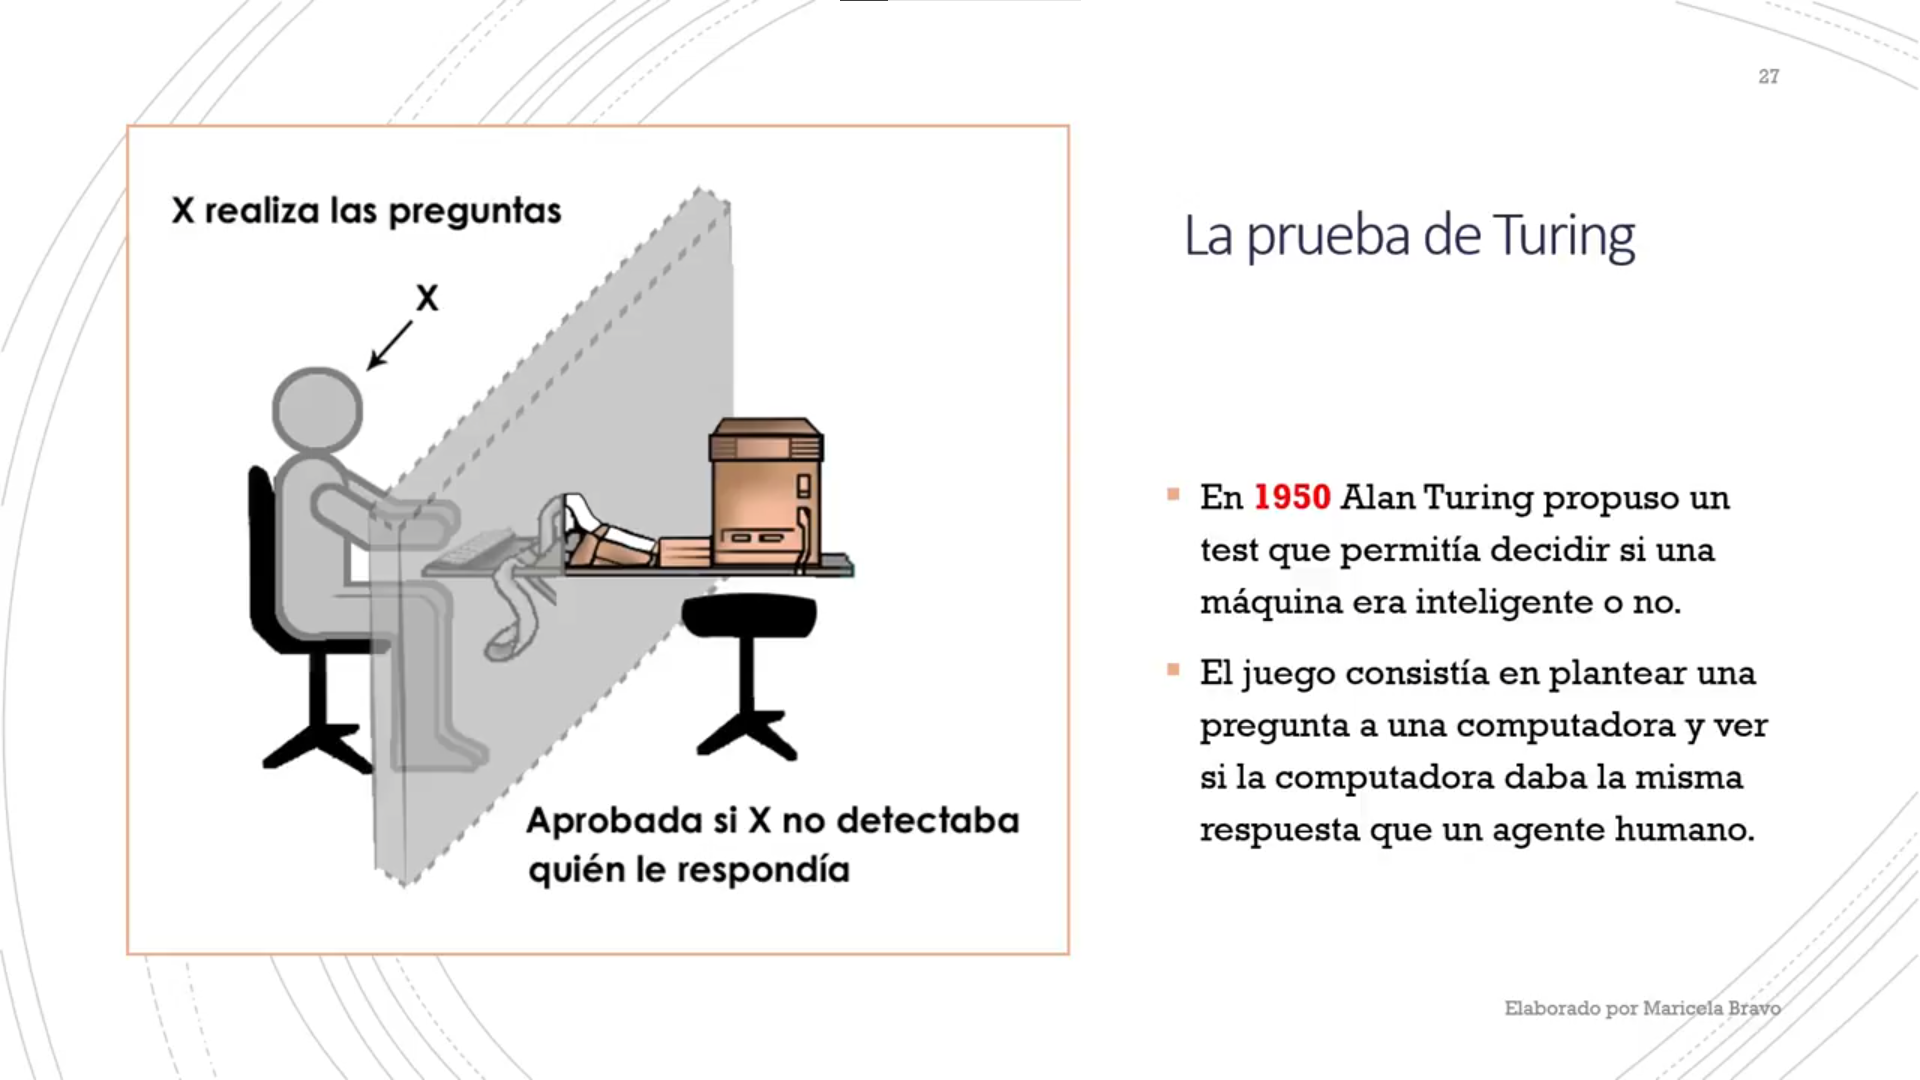 27
X realiza las preguntas
X
Aprobada si X no detectaba
quién le respondía
La prueba de Turing
En 1950 Alan Turing propuso un
test que permitía decidir si una
máquina era inteligente o no.
El juego consistía en plantear una
pregunta a una computadora y ver
si la computadora daba la misma
respuesta que un agente humano.
Elaborado por Maricela Bravo